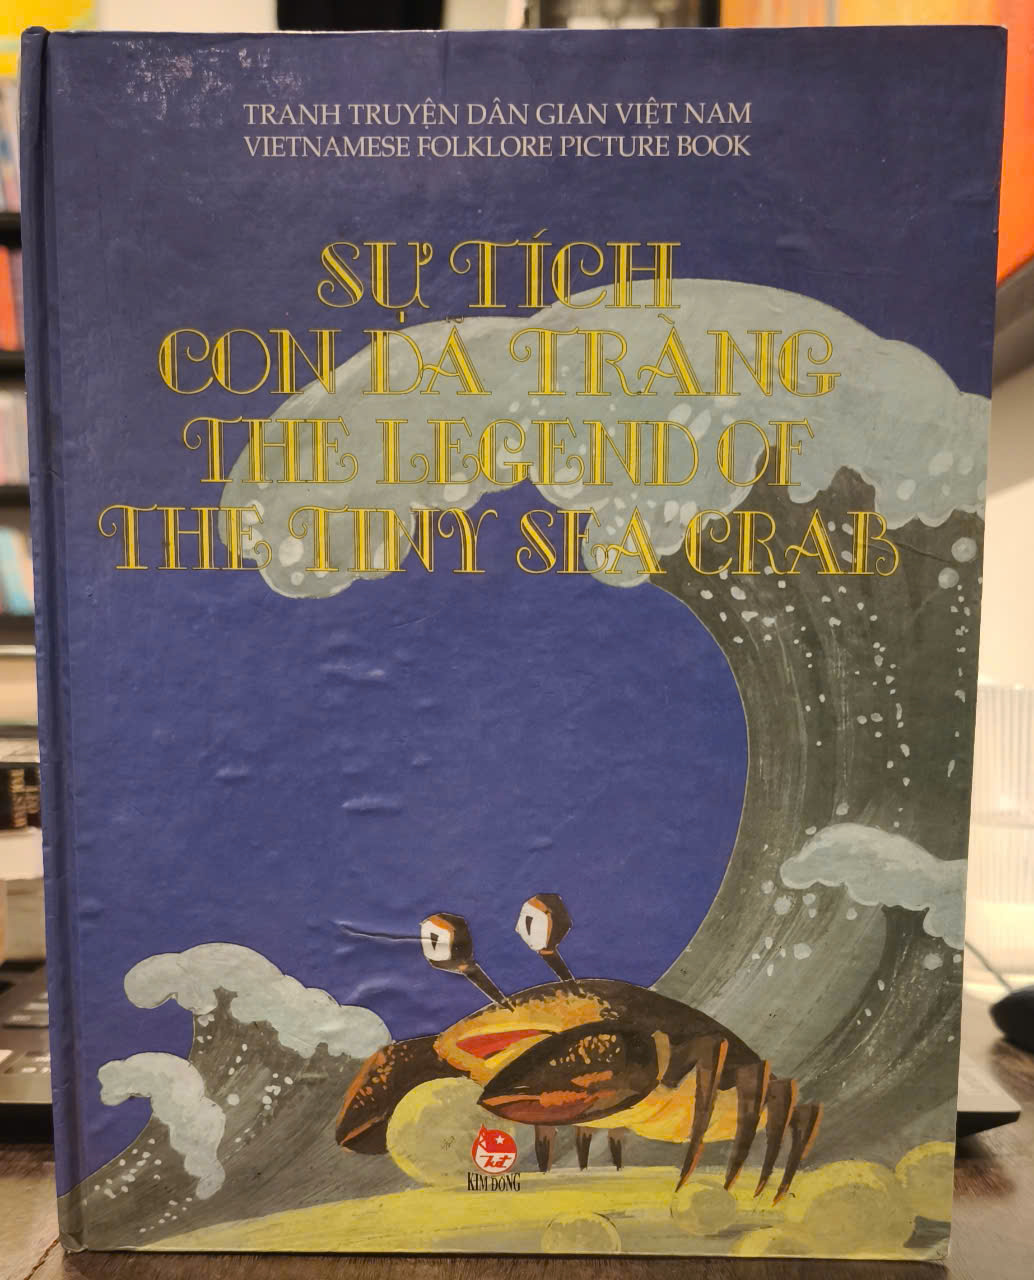 TRANH TRUYỆN DÂN GIAN VIỆT NAM
VIETNAMESE FOLKLORE PICTURE BOOK
SỰ TÍCH
CON DÃ TRÀNG
THE LEGEND OF
THE TINY SEA CRAB
KIM ĐỒNG